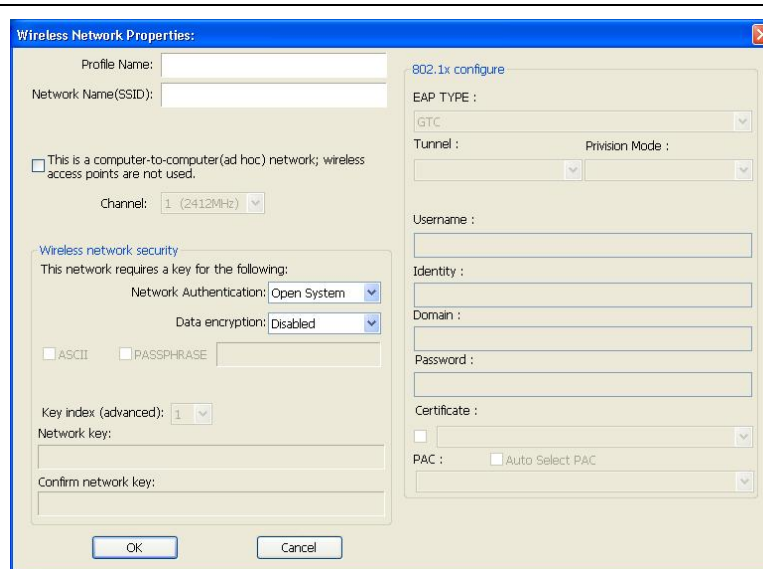 Wireless Network Properties:
Profile Name:
Network Name(SSID):
This is a computer-to-computer(ad hoc) network; wireless
access points are not used.
Channel: 1 (2412MHz)
Wireless network security
This network requires a key for the following:
Network Authentication: Open System
Data encryption: Disabled
ASCII PASSPHRASE
Key index (advanced): 1
Network key:
Confirm network key:
OK Cancel
802.1x configure
EAP TYPE :
GTC
Tunnel : Privision Mode :
Username :
Identity :
Domain :
Password :
Certificate :
PAC : Auto Select PAC